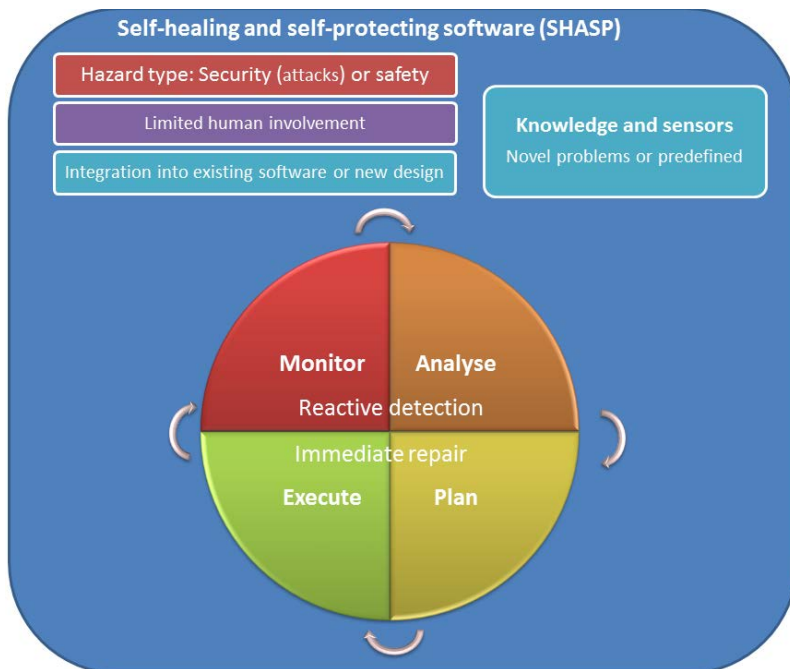 Self-healing and self-protecting software (SHASP)
Hazard type: Security (attacks) or safety
Limited human involvement
Integration into existing software or new design
Knowledge and sensors
Novel problems or predefined
Monitor
Analyse
Reactive detection
Immediate repair
Execute
Plan